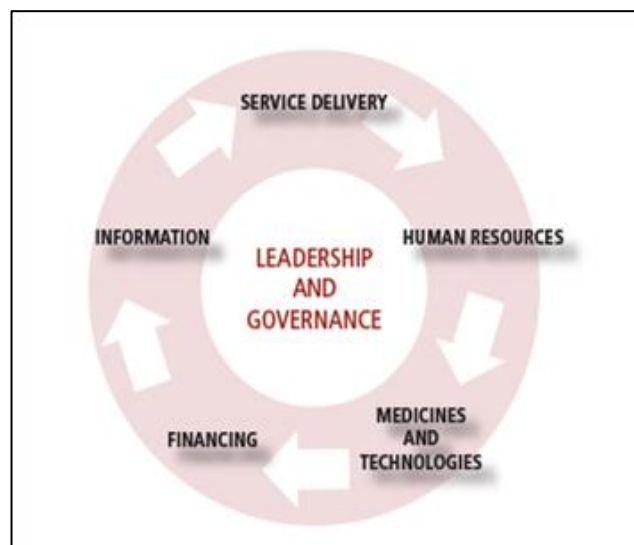 SERVICE DELIVERY
INFORMATION
HUMAN RESOURCES
LEADERSHIP
AND
GOVERNANCE
FINANCING
MEDICINES
AND
TECHNOLOGIES